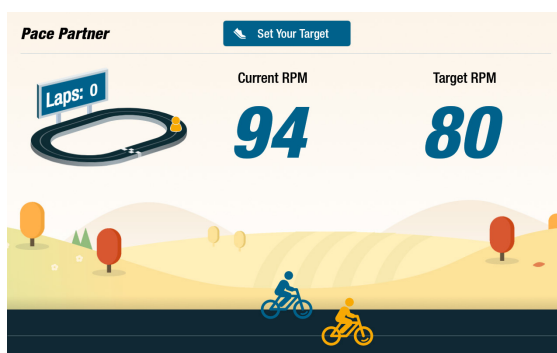 Pace Partner
Set Your Target
Laps: 0
Current RPM
Target RPM
94
80